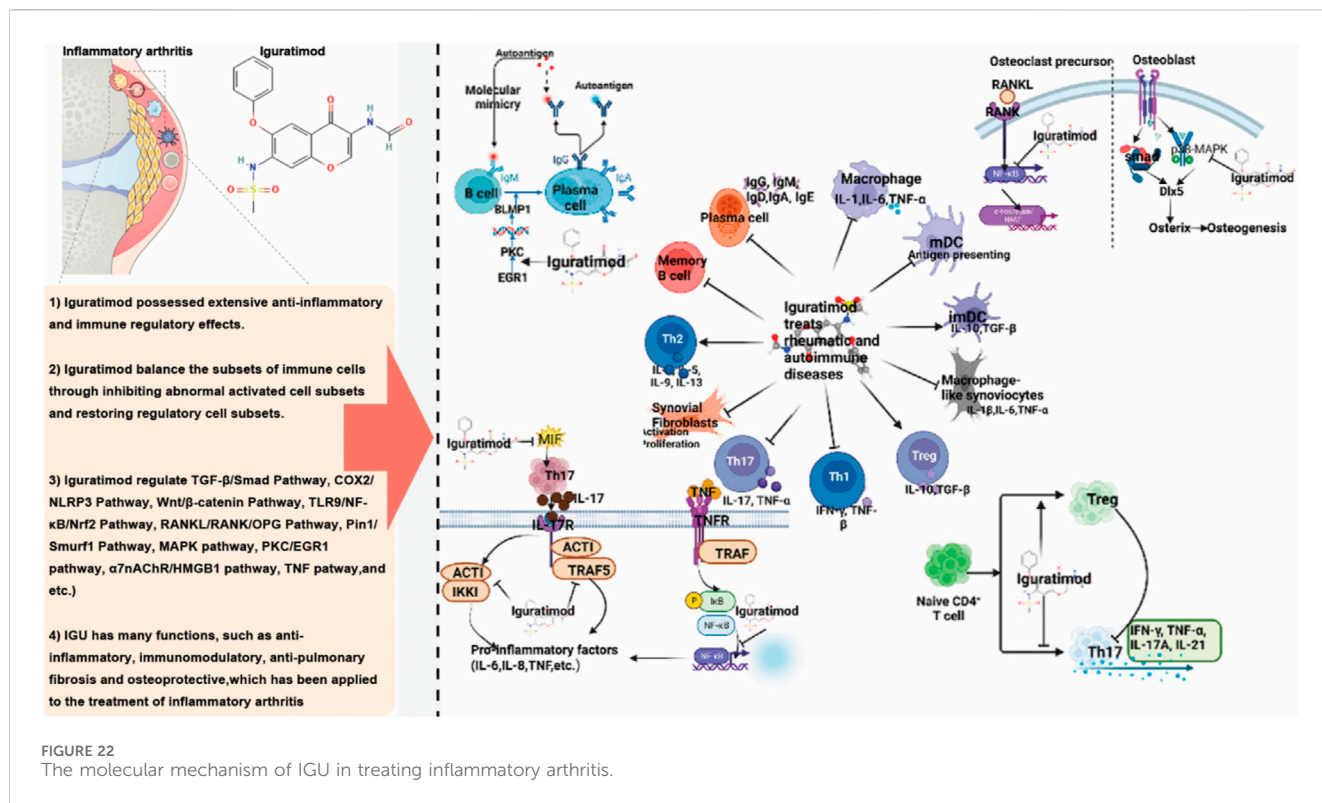 Inflammatory arthritis
Iguratimod
1) Iguratimod possessed extensive anti-inflammatory
and immune regulatory effects.
2) Iguratimod balance the subsets of immune cells
through inhibiting abnormal activated cell subsets
and restoring regulatory cell subsets.
3) Iguratimod regulate TGF-β/Smad Pathway, COX2/
NLRP3 Pathway, Wnt/β-catenin Pathway, TLR9/NF-
κB/Nrf2 Pathway, RANKL/RANK/OPG Pathway, Pin1/
Smurf1 Pathway, MAPK pathway, PKC/EGR1
pathway, α7nAChR/HMGB1 pathway, TNF patway,and
etc.)
4) IGU has many functions, such as anti-
inflammatory, immunomodulatory, anti-pulmonary
fibrosis and osteoprotective,which has been applied
to the treatment of inflammatory arthritis
O
O
N
H
O
O
H
N
O
S
O
Autoantigen
Molecular
mimicry
Autoantigen
IgG
IgM
IgA
B cell
Plasma
cell
BLMP1
PKC
EGR1
Iguratimod
Plasma cell
IgG, IgM,
IgD,IgA, IgE
Macrophage
IL-1,IL-6,TNF-α
mDC
Antigen presenting
Memory
B cell
Iguratimod
treats
rheumatic and
autoimmune
diseases
imDC
IL-10,TGF-β
Th2
IL-5,
IL-9, IL-13
Macrophage-
like synoviocytes
IL-1β,IL-6,TNF-α
Synovial
Fibroblasts
Activation
Proliferation
Th17
IL-17, TNF-α
Th1
IFN-γ, TNF-
β
Treg
IL-10,TGF-β
Osteoclast precursor
RANKL
RANK
Iguratimod
NF-κB
Osteoblast
smad
p38-MAPK
Iguratimod
Dlx5
Osterix
Osteogenesis
Iguratimod
MIF
Th17
IL-17
IL-17R
ACTI
TRAF5
ACTI
IKKI
Iguratimod
Pro-inflammatory factors
(IL-6,IL-8,TNF,etc.)
TNF
TNFR
TRAF
P
IκB
NF-κB
Iguratimod
NF-κB
Naive CD4⁺
T cell
Treg
Iguratimod
Th17
IFN-γ, TNF-α,
IL-17A, IL-21
FIGURE 22
The molecular mechanism of IGU in treating inflammatory arthritis.